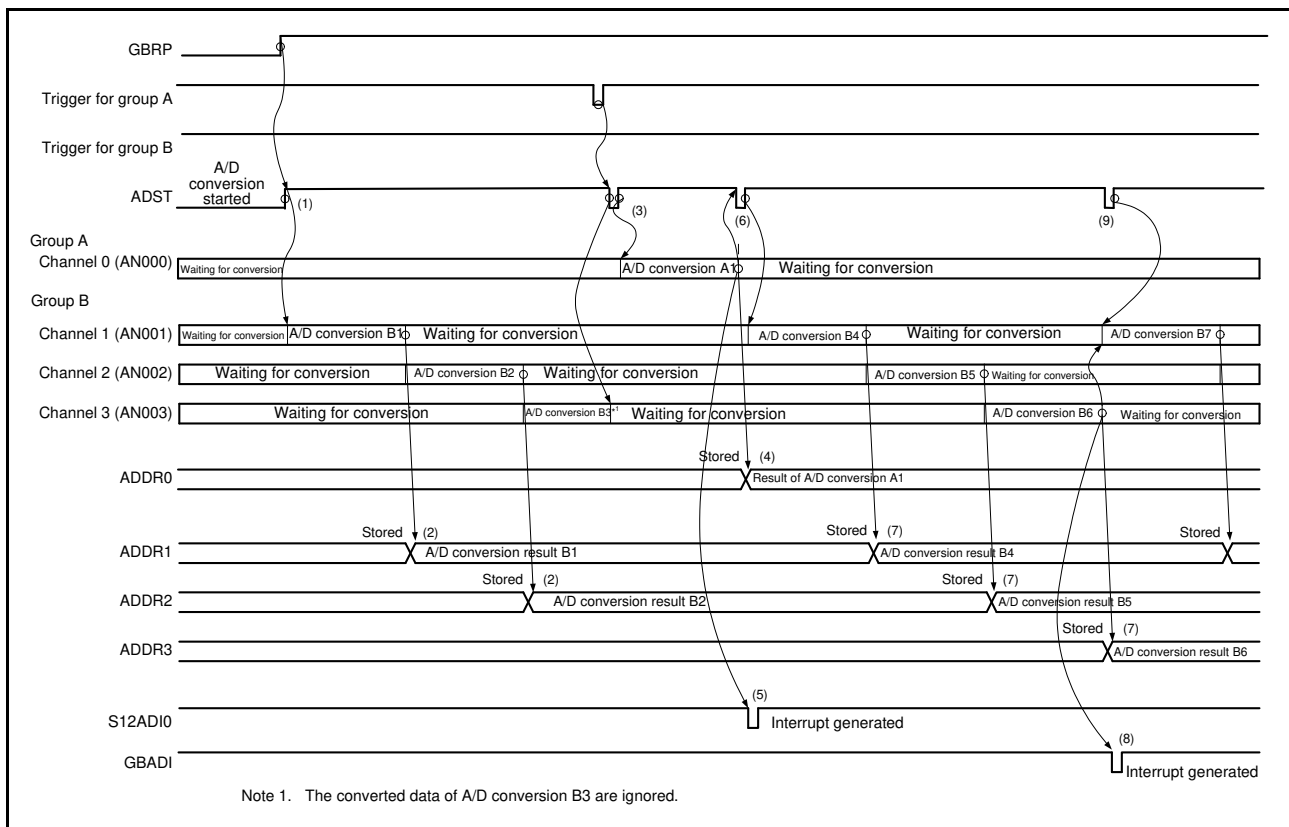 GBRP
Trigger for group A
Trigger for group B
A/D
conversion
started
ADST
(1)
(3)
(6)
(9)
Group A
Channel 0 (AN000)
Waiting for conversion
A/D conversion A1
Waiting for conversion
Group B
Channel 1 (AN001)
Waiting for conversion
A/D conversion B1
Waiting for conversion
A/D conversion B4
Waiting for conversion
A/D conversion B7
Channel 2 (AN002)
Waiting for conversion
A/D conversion B2
Waiting for conversion
A/D conversion B5
Waiting for conversion
Channel 3 (AN003)
Waiting for conversion
A/D conversion B3*1
Waiting for conversion
A/D conversion B6
Waiting for conversion
Stored (4)
ADDR0
Result of A/D conversion A1
Stored (2)
Stored (7)
Stored
ADDR1
A/D conversion result B1
A/D conversion result B4
Stored (2)
Stored (7)
ADDR2
A/D conversion result B2
A/D conversion result B5
Stored (7)
ADDR3
A/D conversion result B6
(5)
S12ADI0
Interrupt generated
(8)
GBADI
Interrupt generated
Note 1. The converted data of A/D conversion B3 are ignored.